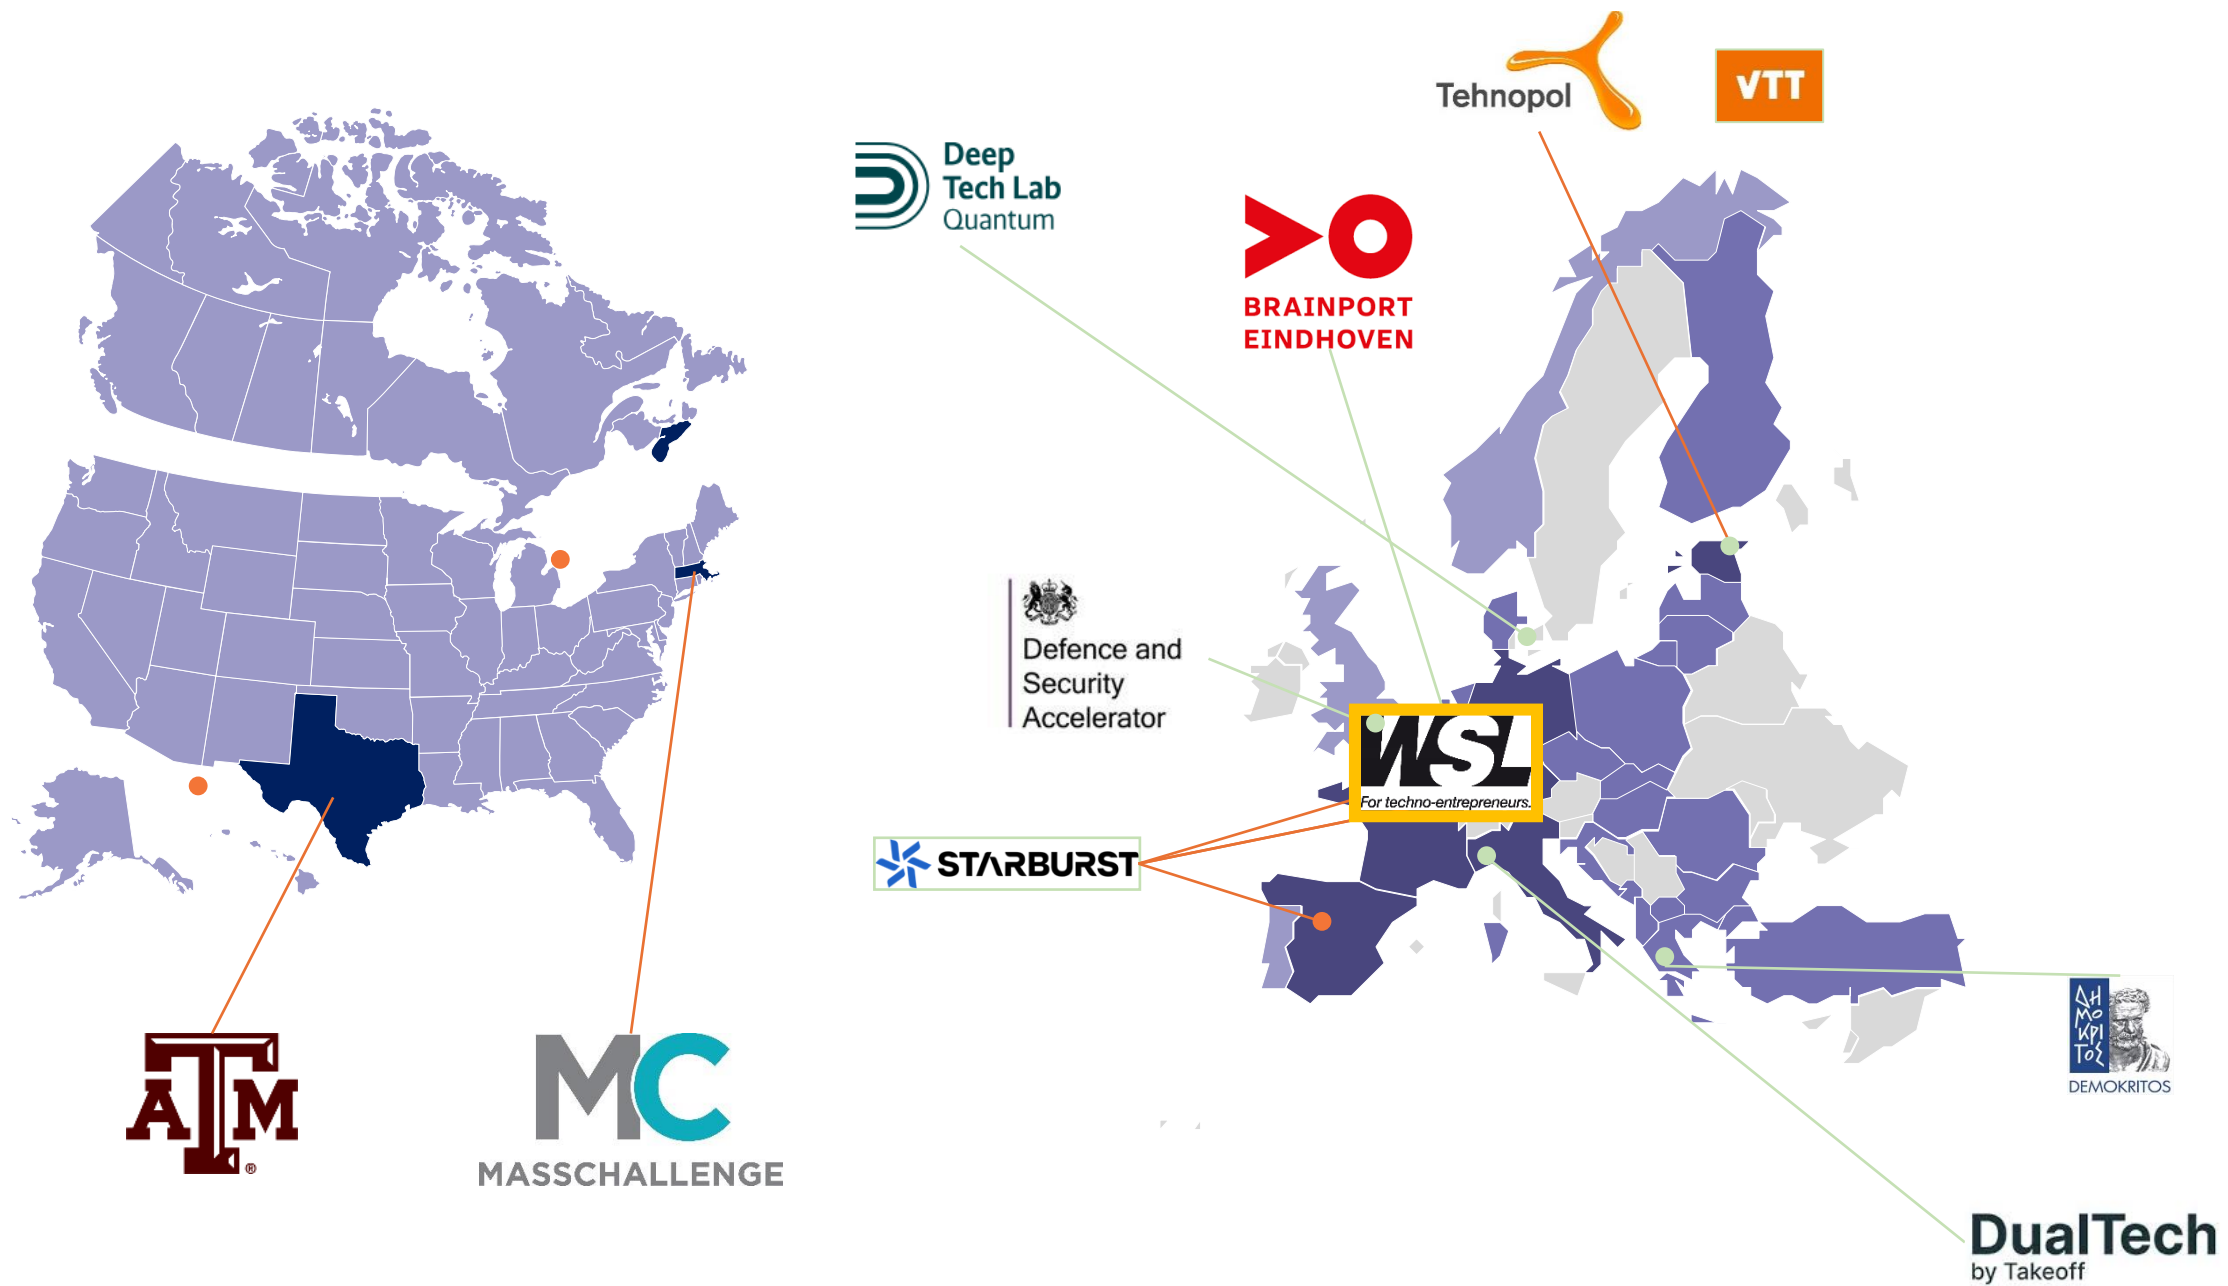 Tehnopol
VTT
Deep
Tech Lab
Quantum
BRAINPORT
EINDHOVEN
Defence and
Security
Accelerator
WSL
For techno-entrepreneurs.
STARBURST
ΔΗ
ΜΟ
ΚΡΙ
ΤΟΣ
DEMOKRITOS
ATM
®
MC
MASSCHALLENGE
DualTech
by Takeoff